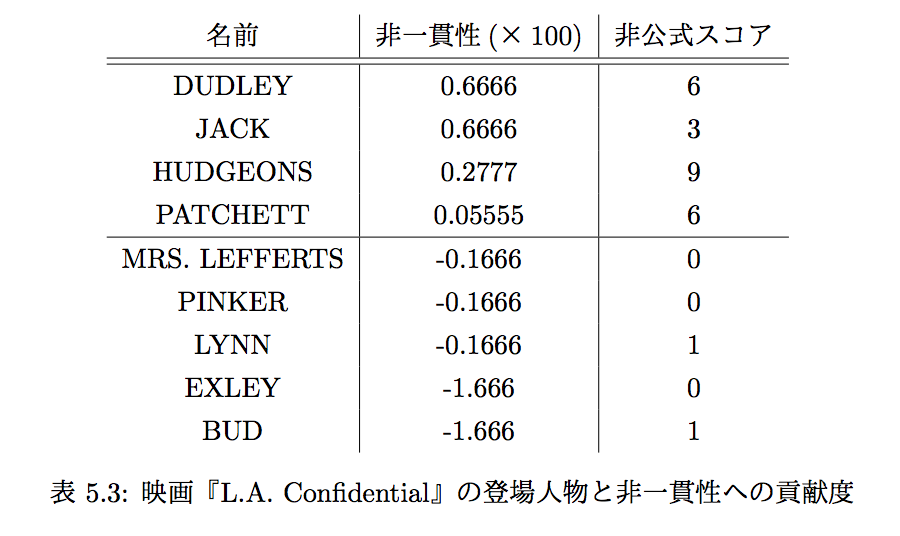 名前 非一貫性 (× 100) 非公式スコア
DUDLEY 0.6666 6
JACK 0.6666 3
HUDGEONS 0.2777 9
PATCHETT 0.05555 6
MRS. LEFFERTS -0.1666 0
PINKER -0.1666 0
LYNN -0.1666 1
EXLEY -1.666 0
BUD -1.666 1
表 5.3: 映画『L.A. Confidential』の登場人物と非一貫性への貢献度